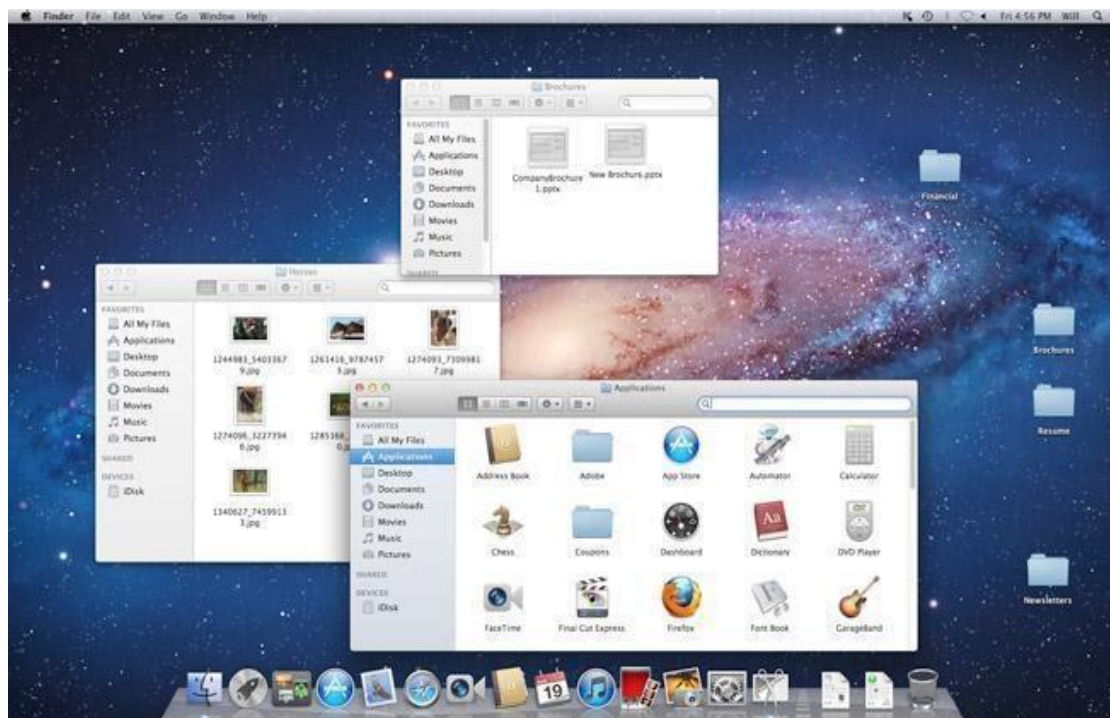 Finder File Edit View Go Window Help
Fri 4:56 PM Will
Brochures
FAVORITES
All My Files
Applications
Desktop
Documents
Downloads
Movies
Music
Pictures
SHARED
CompanyBrochure
1.pptx
New Brochure.pptx
Financial
Brochures
Resume
Newsletters
Horses
FAVORITES
All My Files
Applications
Desktop
Documents
Downloads
Movies
Music
Pictures
SHARED
DEVICES
iDisk
1244983_5403367
9.jpg
1261416_9787457
3.jpg
1274093_7309981
7.jpg
1274096_3227394
6.jpg
1340627_7459913
3.jpg
Applications
FAVORITES
All My Files
Applications
Desktop
Documents
Downloads
Movies
Music
Pictures
SHARED
DEVICES
iDisk
Address Book
Adobe
App Store
Automator
Calculator
Chess
Coupons
Dashboard
Aa
Dictionary
DVD Player
FaceTime
Final Cut Express
Firefox
Font Book
GarageBand
19